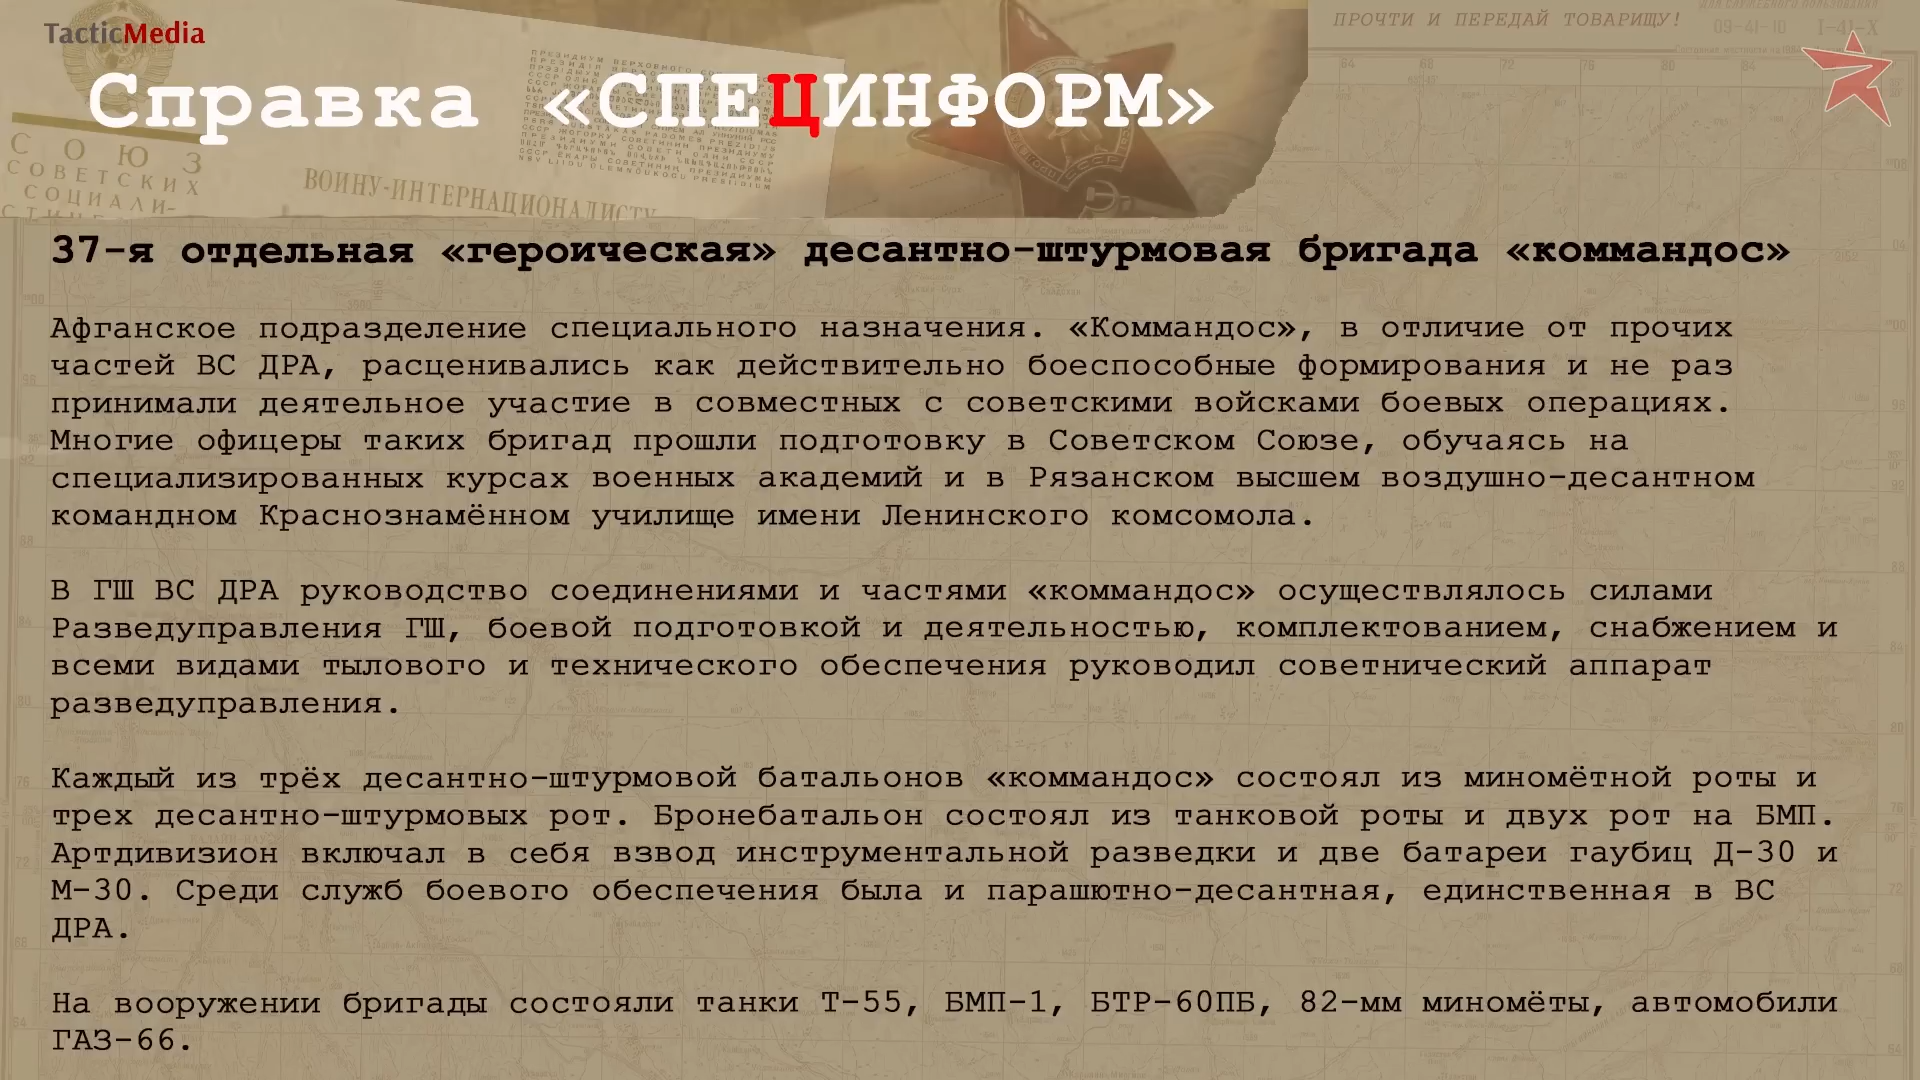 TacticMedia
ПРОЧТИ И ПЕРЕДАЙ ТОВАРИЩУ!
09-41-10 I-41-X
Справка «СПЕЦИНФОРМ»
СОЮЗ
СОВЕТСКИХ
СОЦИАЛИ-
ВОИНУ-ИНТЕРНАЦИОНАЛИСТУ
37-я отдельная «героическая» десантно-штурмовая бригада «коммандос»
Афганское подразделение специального назначения. «Коммандос», в отличие от прочих
частей ВС ДРА, расценивались как действительно боеспособные формирования и не раз
принимали деятельное участие в совместных с советскими войсками боевых операциях.
Многие офицеры таких бригад прошли подготовку в Советском Союзе, обучаясь на
специализированных курсах военных академий и в Рязанском высшем воздушно-десантном
командном Краснознамённом училище имени Ленинского комсомола.
В ГШ ВС ДРА руководство соединениями и частями «коммандос» осуществлялось силами
Разведуправления ГШ, боевой подготовкой и деятельностью, комплектованием, снабжением и
всеми видами тылового и технического обеспечения руководил советнический аппарат
разведуправления.
Каждый из трёх десантно-штурмовой батальонов «коммандос» состоял из миномётной роты и
трех десантно-штурмовых рот. Бронебатальон состоял из танковой роты и двух рот на БМП.
Артдивизион включал в себя взвод инструментальной разведки и две батареи гаубиц Д-30 и
М-30. Среди служб боевого обеспечения была и парашютно-десантная, единственная в ВС
ДРА.
На вооружении бригады состояли танки Т-55, БМП-1, БТР-60ПБ, 82-мм миномёты, автомобили
ГАЗ-66.